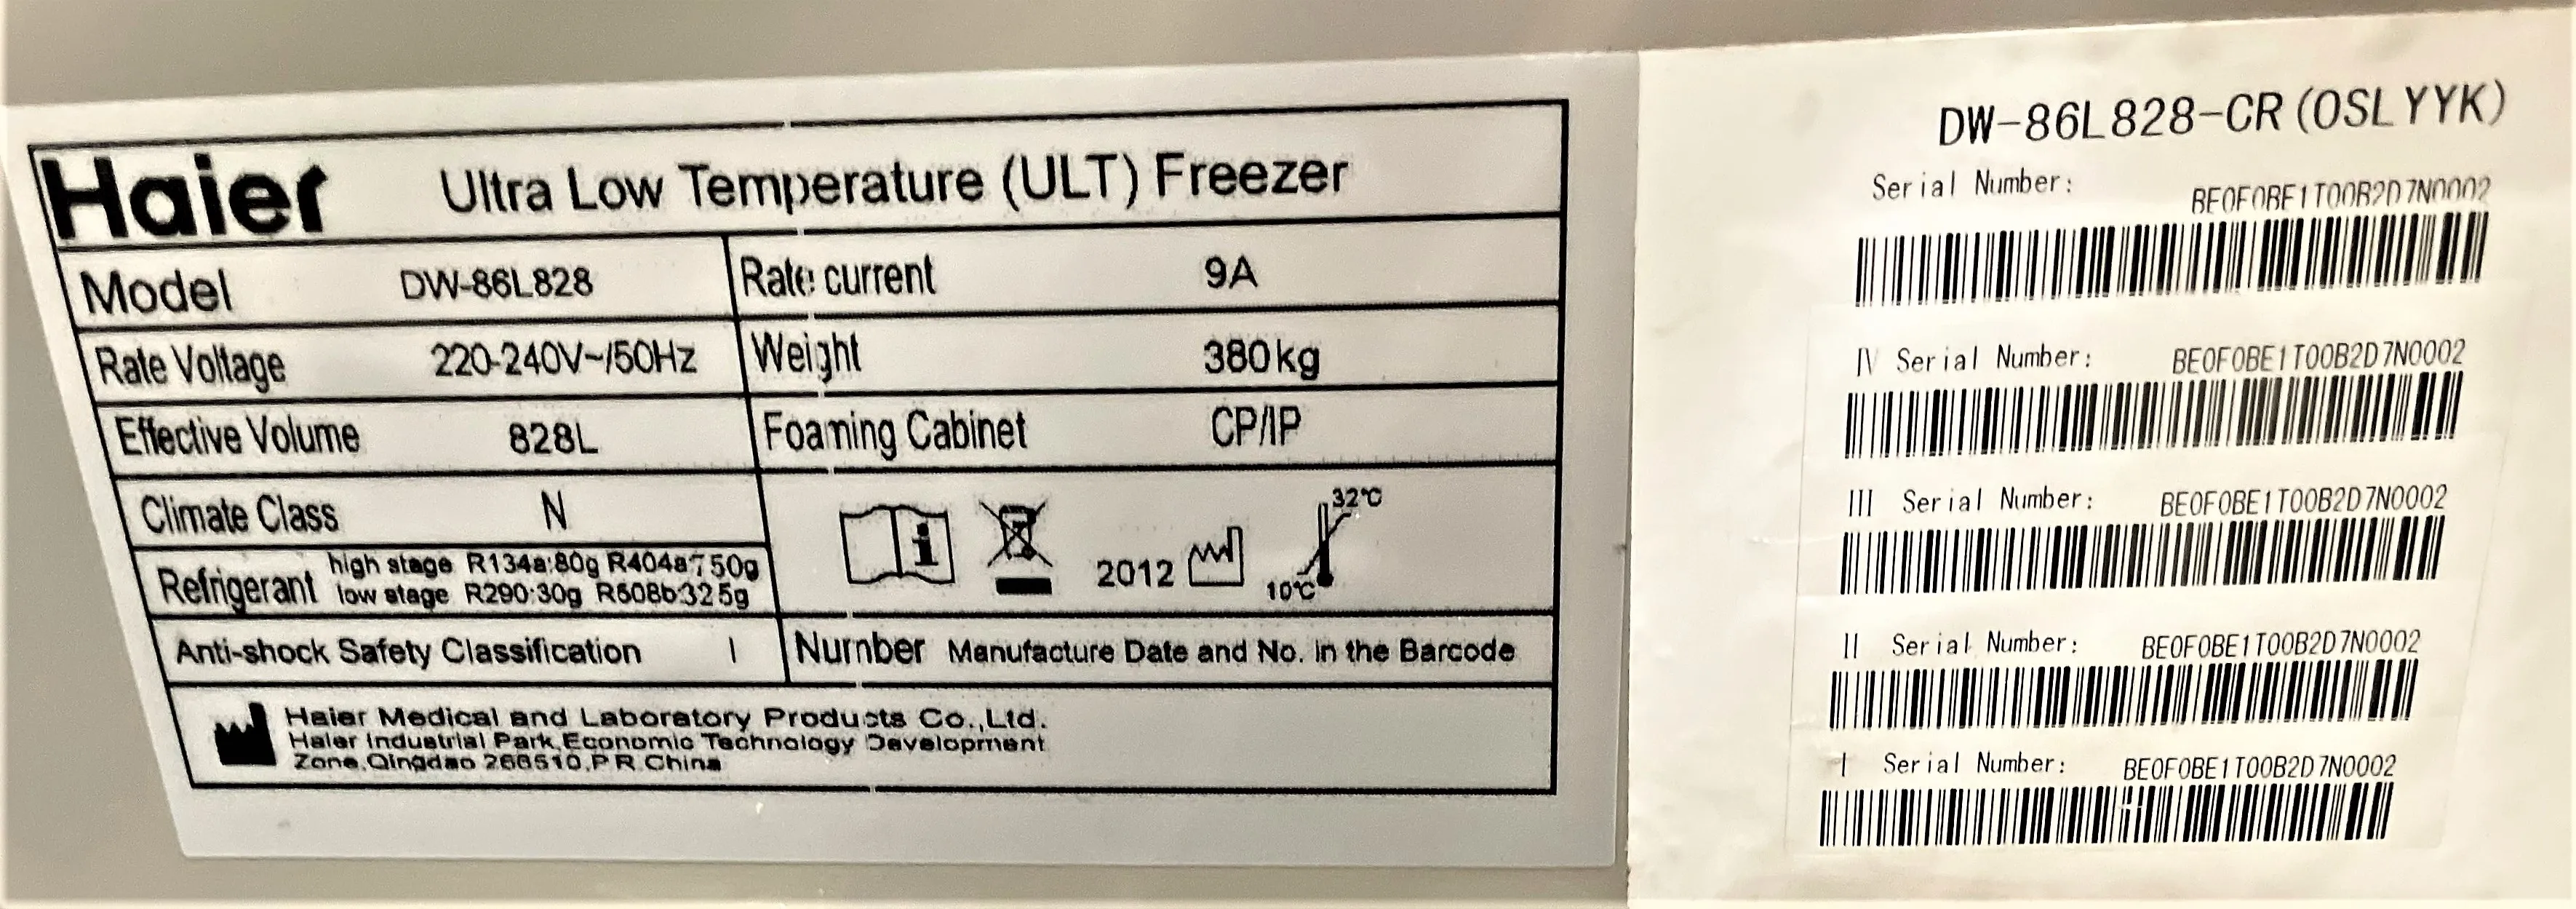 Haier Ultra Low Temperature (ULT) Freezer
Model DW-86L828 Rate current 9A
Rate Voltage 220-240V~/50Hz Weight 380kg
Effective Volume 828L Foaming Cabinet CP/IP
Climate Class N
32℃
2012
10℃
Refrigerant high stage R134a:80g R404a750g
low stage R290:30g R508b:325g
Anti-shock Safety Classification I Number Manufacture Date and No. in the Barcode
Haier Medical and Laboratory Products Co.,Ltd.
Haier Industrial Park,Economic Technology Development
Zone,Qingdao 266510,P.R.China
DW-86L828-CR(OSLYYK)
Serial Number: BE0F0BE1T00B2D7N0002
IV Serial Number: BE0F0BE1T00B2D7N0002
III Serial Number: BE0F0BE1T00B2D7N0002
II Serial Number: BE0F0BE1T00B2D7N0002
I Serial Number: BE0F0BE1T00B2D7N0002